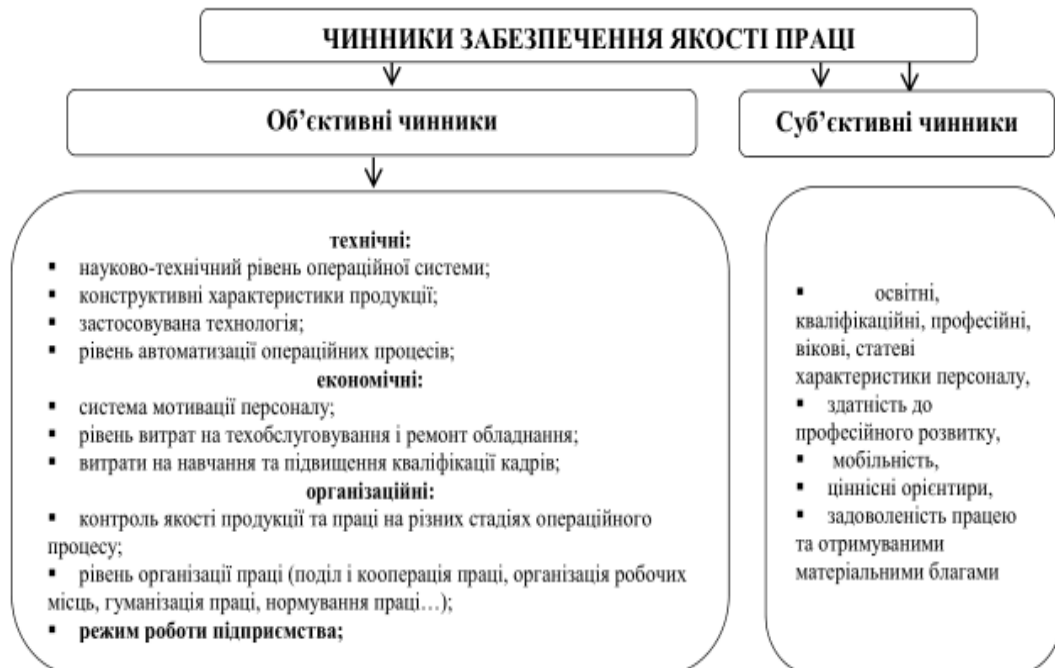 ЧИННИКИ ЗАБЕЗПЕЧЕННЯ ЯКОСТІ ПРАЦІ
Об’єктивні чинники
технічні:
▪ науково-технічний рівень операційної системи;
▪ конструктивні характеристики продукції;
▪ застосовувана технологія;
▪ рівень автоматизації операційних процесів;
економічні:
▪ система мотивації персоналу;
▪ рівень витрат на техобслуговування і ремонт обладнання;
▪ витрати на навчання та підвищення кваліфікації кадрів;
організаційні:
▪ контроль якості продукції та праці на різних стадіях операційного
процесу;
▪ рівень організації праці (поділ і кооперація праці, організація робочих
місць, гуманізація праці, нормування праці…);
▪ режим роботи підприємства;
Суб’єктивні чинники
▪ освітні,
кваліфікаційні, професійні,
вікові, статеві
характеристики персоналу,
▪ здатність до
професійного розвитку,
▪ мобільність,
▪ ціннісні орієнтири,
▪ задоволеність працею
та отримуваними
матеріальними благами